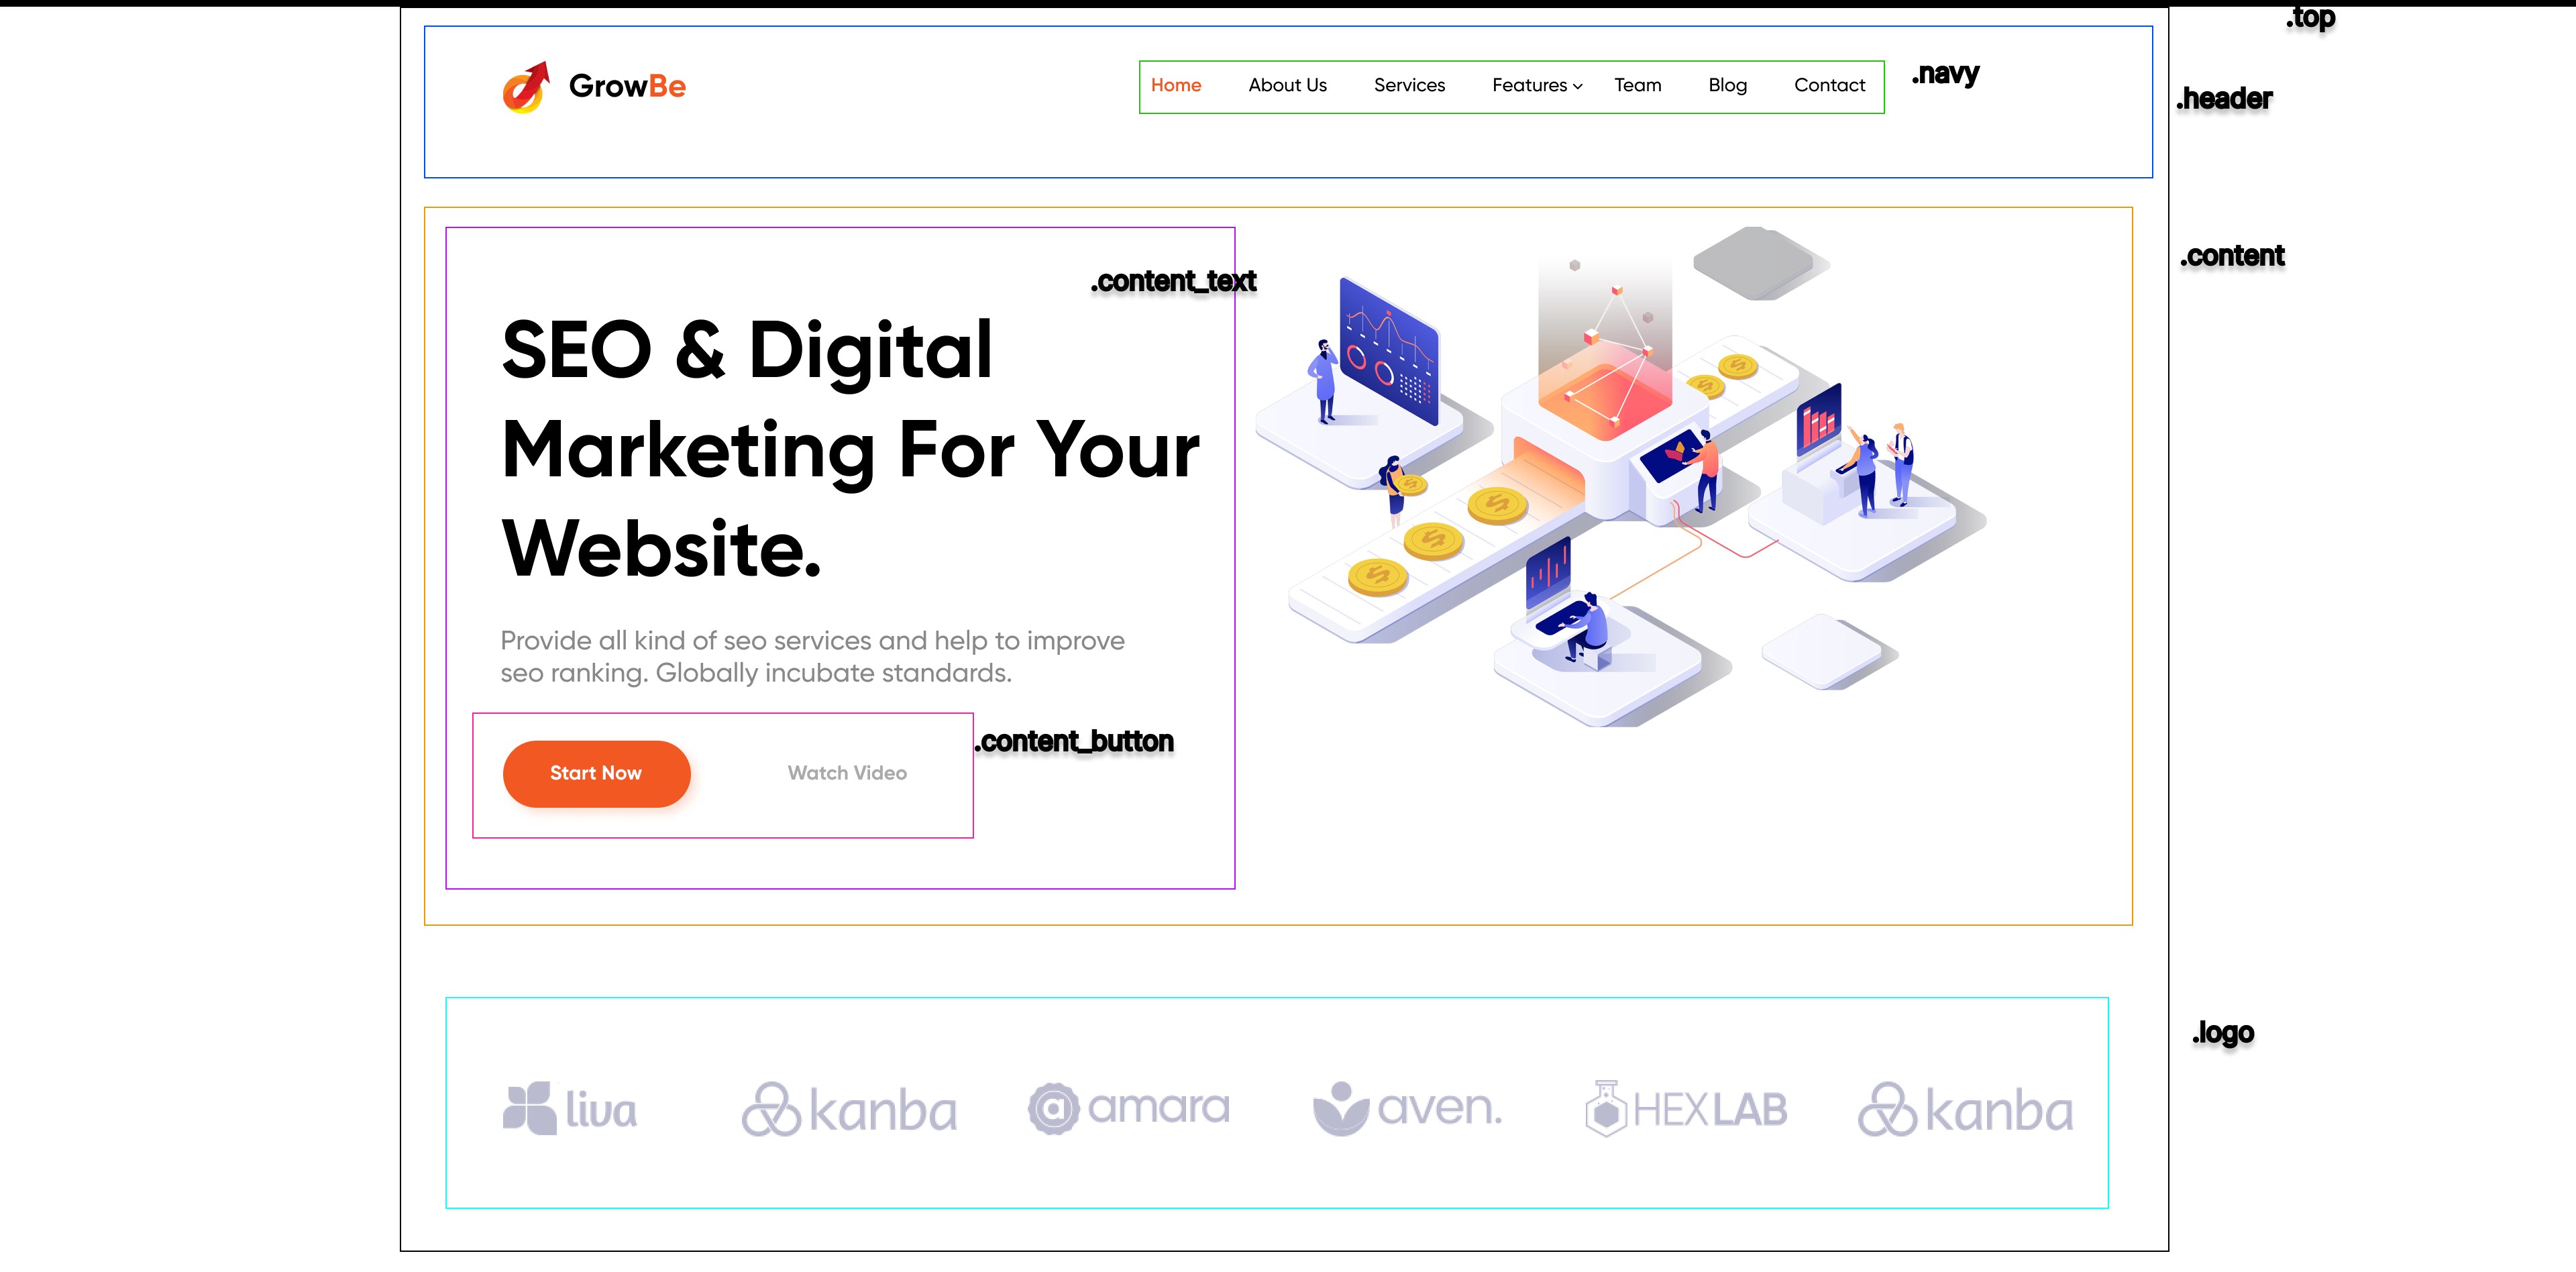 .top
GrowBe
Home About Us Services Features Team Blog Contact
.navy
.header
.content
.content_text
SEO & Digital
Marketing For Your
Website.
Provide all kind of seo services and help to improve
seo ranking. Globally incubate standards.
.content_button
Start Now Watch Video
.logo
liva kanba amara aven. HEXLAB kanba